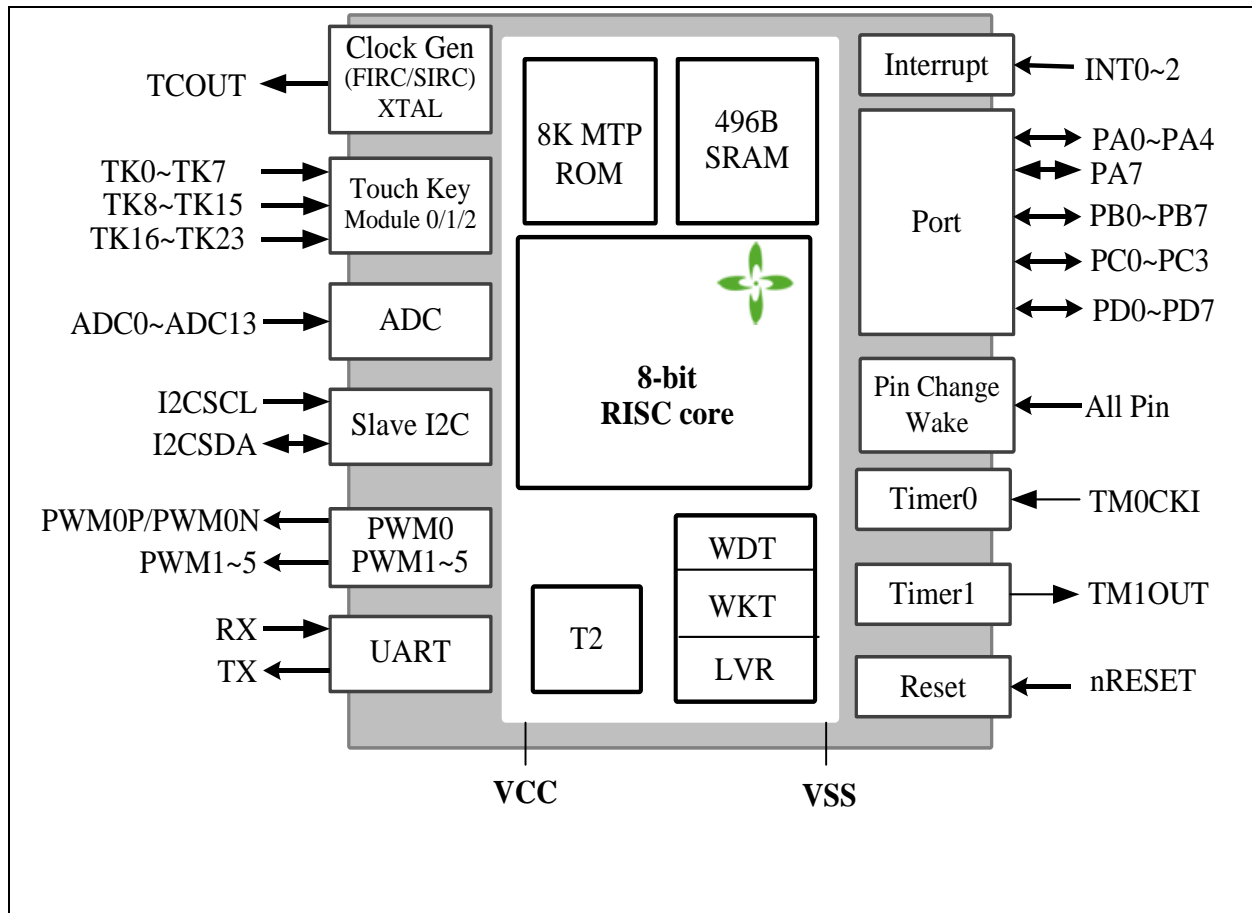 TCOUT
Clock Gen
(FIRC/SIRC)
XTAL
TK0~TK7
TK8~TK15
TK16~TK23
Touch Key
Module 0/1/2
ADC0~ADC13
ADC
I2CSCL
I2CSDA
Slave I2C
PWM0P/PWM0N
PWM1~5
PWM0
PWM1~5
RX
TX
UART
8K MTP
ROM
496B
SRAM
8-bit
RISC core
T2
WDT
WKT
LVR
Interrupt
INT0~2
Port
PA0~PA4
PA7
PB0~PB7
PC0~PC3
PD0~PD7
Pin Change
Wake
All Pin
Timer0
TM0CKI
Timer1
TM1OUT
Reset
nRESET
VCC
VSS